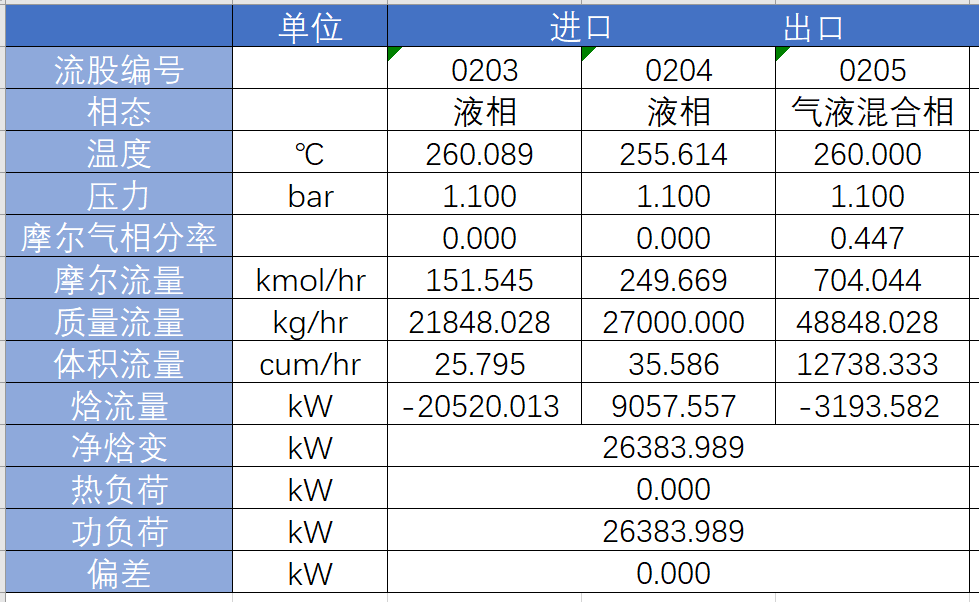 单位 进口 出口
流股编号 0203 0204 0205
相态 液相 液相 气液混合相
温度 ℃ 260.089 255.614 260.000
压力 bar 1.100 1.100 1.100
摩尔气相分率 0.000 0.000 0.447
摩尔流量 kmol/hr 151.545 249.669 704.044
质量流量 kg/hr 21848.028 27000.000 48848.028
体积流量 cum/hr 25.795 35.586 12738.333
焓流量 kW -20520.013 9057.557 -3193.582
净焓变 kW 26383.989
热负荷 kW 0.000
功负荷 kW 26383.989
偏差 kW 0.000